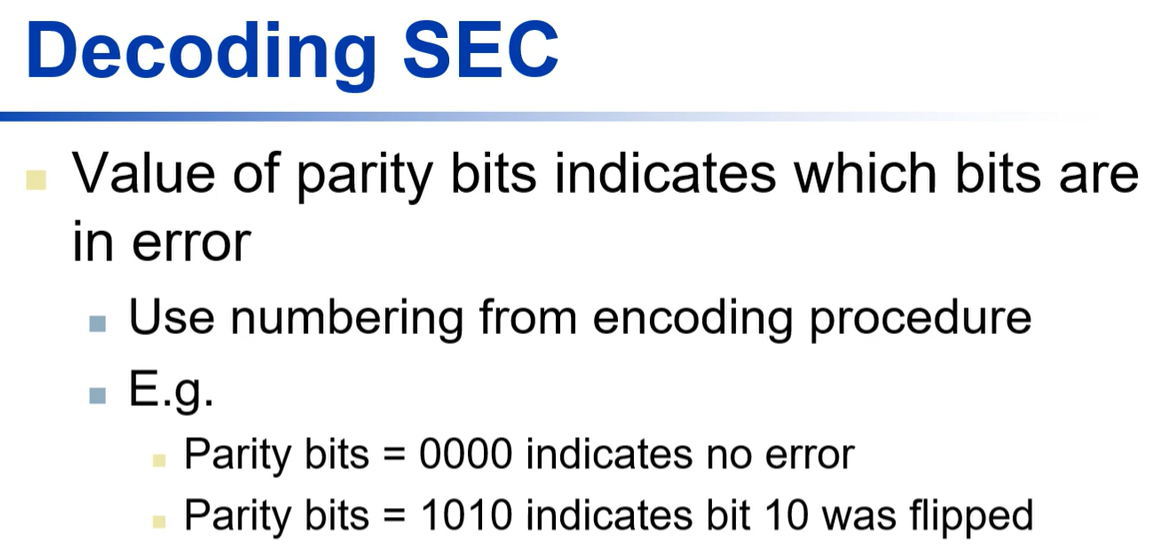 Decoding SEC
Value of parity bits indicates which bits are
in error
Use numbering from encoding procedure
E.g.
Parity bits = 0000 indicates no error
Parity bits = 1010 indicates bit 10 was flipped